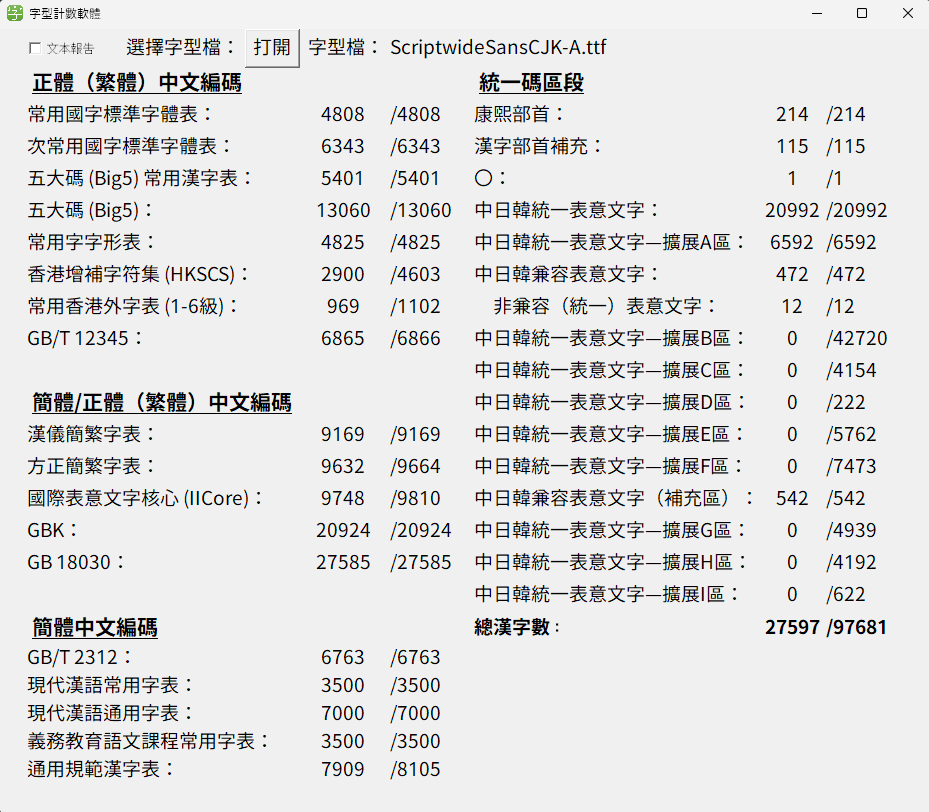 字型計數軟體
文本報告 選擇字型檔： 打開 字型檔： ScriptwideSansCJK-A.ttf
正體（繁體）中文編碼
常用國字標準字體表： 4808 /4808
次常用國字標準字體表： 6343 /6343
五大碼 (Big5) 常用漢字表： 5401 /5401
五大碼 (Big5)： 13060 /13060
常用字字形表： 4825 /4825
香港增補字符集 (HKSCS)： 2900 /4603
常用香港外字表 (1-6級)： 969 /1102
GB/T 12345： 6865 /6866
簡體/正體（繁體）中文編碼
漢儀簡繁字表： 9169 /9169
方正簡繁字表： 9632 /9664
國際表意文字核心 (IICore)： 9748 /9810
GBK： 20924 /20924
GB 18030： 27585 /27585
簡體中文編碼
GB/T 2312： 6763 /6763
現代漢語常用字表： 3500 /3500
現代漢語通用字表： 7000 /7000
義務教育語文課程常用字表： 3500 /3500
通用規範漢字表： 7909 /8105
統一碼區段
康熙部首： 214 /214
漢字部首補充： 115 /115
〇： 1 /1
中日韓統一表意文字： 20992 /20992
中日韓統一表意文字—擴展A區： 6592 /6592
中日韓兼容表意文字： 472 /472
非兼容（統一）表意文字： 12 /12
中日韓統一表意文字—擴展B區： 0 /42720
中日韓統一表意文字—擴展C區： 0 /4154
中日韓統一表意文字—擴展D區： 0 /222
中日韓統一表意文字—擴展E區： 0 /5762
中日韓統一表意文字—擴展F區： 0 /7473
中日韓兼容表意文字（補充區）： 542 /542
中日韓統一表意文字—擴展G區： 0 /4939
中日韓統一表意文字—擴展H區： 0 /4192
中日韓統一表意文字—擴展I區： 0 /622
總漢字數： 27597 /97681